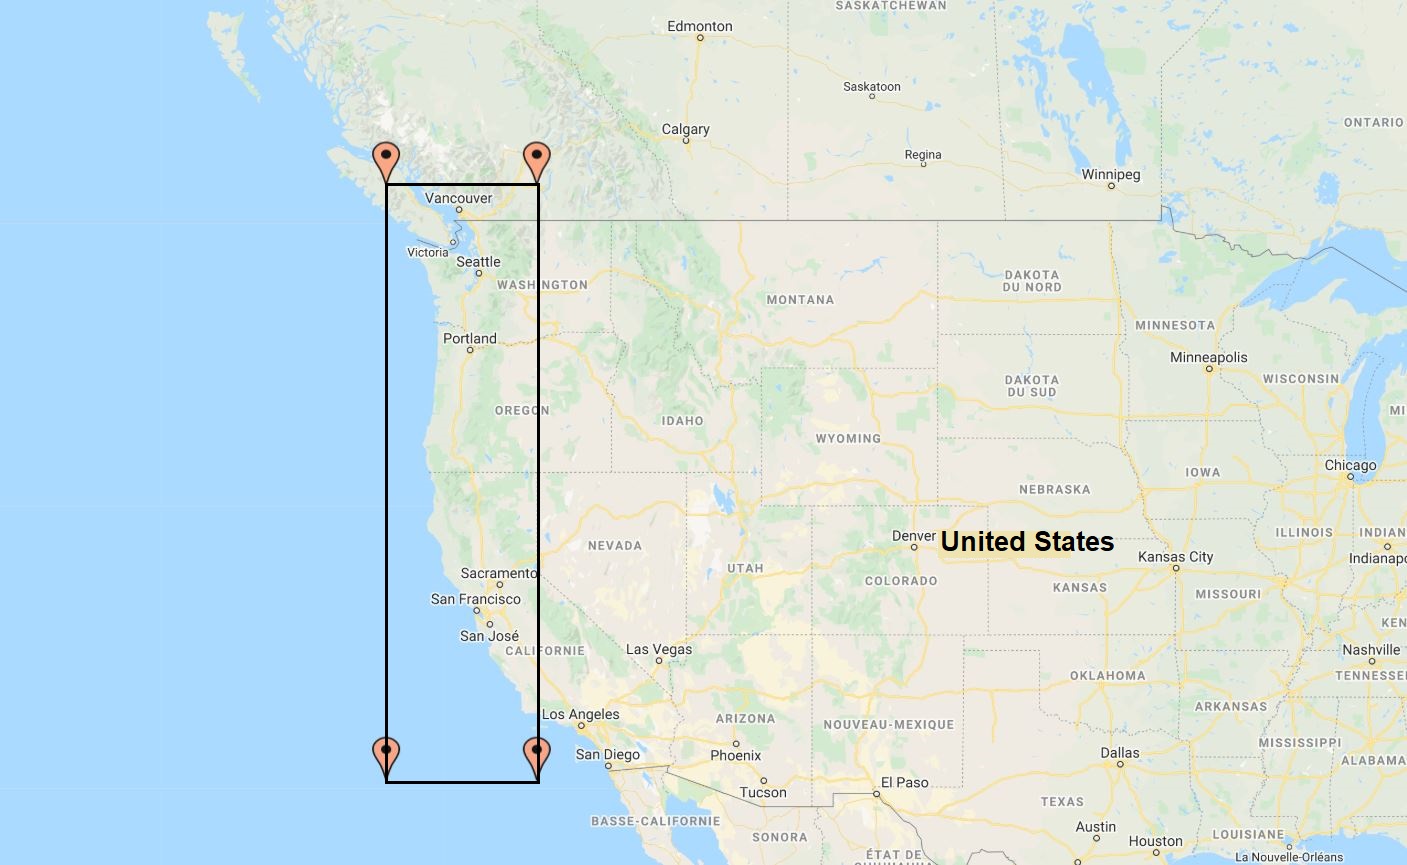 SASKATCHEWAN
Edmonton
Saskatoon
ONTARIO
Calgary
Regina
Winnipeg
Vancouver
Victoria
Seattle
WASHINGTON
DAKOTA
DU NORD
MONTANA
MINNESOTA
Portland
Minneapolis
WISCONSIN
DAKOTA
DU SUD
MI
OREGON
IDAHO
WYOMING
Chicago
IOWA
NEBRASKA
ILLINOIS
INDIAN
Denver
United States
NEVADA
Kansas City
Indianapo
UTAH
Sacramento
COLORADO
KANSAS
MISSOURI
San Francisco
KEN
San José
CALIFORNIE
Las Vegas
Nashville
OKLAHOMA
TENNESSE
ARKANSAS
Los Angeles
ARIZONA
NOUVEAU-MEXIQUE
MISSISSIPPI
San Diego
Phoenix
Dallas
ALABAMA
El Paso
Tucson
TEXAS
BASSE-CALIFORNIE
SONORA
Austin
Houston
LOUISIANE
ÉTAT DE
La Nouvelle-Orléans